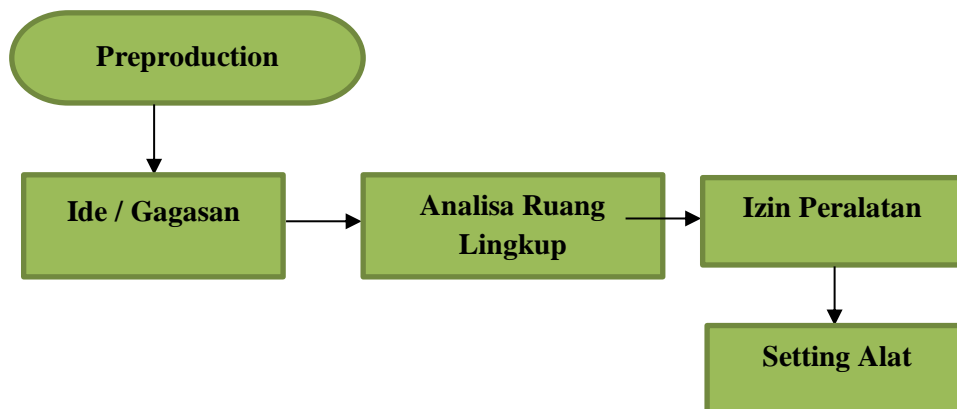 Preproduction
Ide / Gagasan
Analisa Ruang
Lingkup
Izin Peralatan
Setting Alat